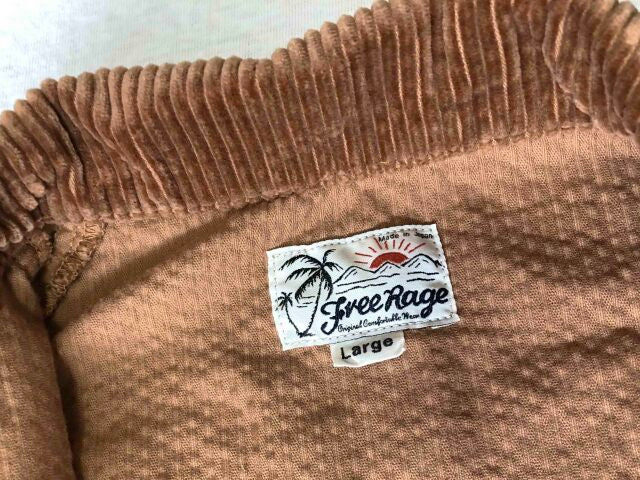 Made in Japan
Free Rage
Original Comfortable Wear
Large